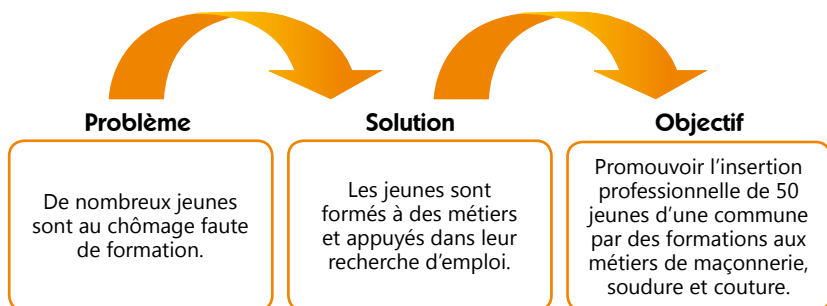 Problème
De nombreux jeunes
sont au chômage faute
de formation.
Solution
Les jeunes sont
formés à des métiers
et appuyés dans leur
recherche d’emploi.
Objectif
Promouvoir l’insertion
professionnelle de 50
jeunes d’une commune
par des formations aux
métiers de maçonnerie,
soudure et couture.